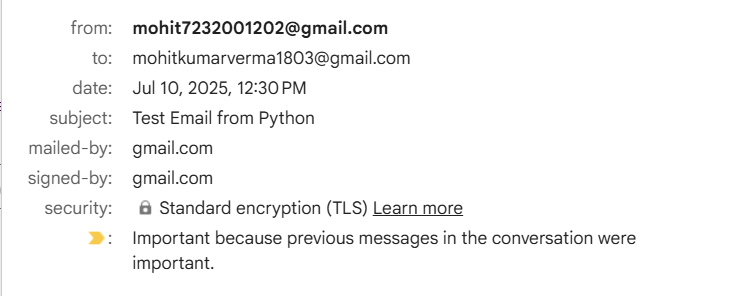 from: mohit7232001202@gmail.com
to: mohitkumarverma1803@gmail.com
date: Jul 10, 2025, 12:30 PM
subject: Test Email from Python
mailed-by: gmail.com
signed-by: gmail.com
security: Standard encryption (TLS) Learn more
: Important because previous messages in the conversation were
important.